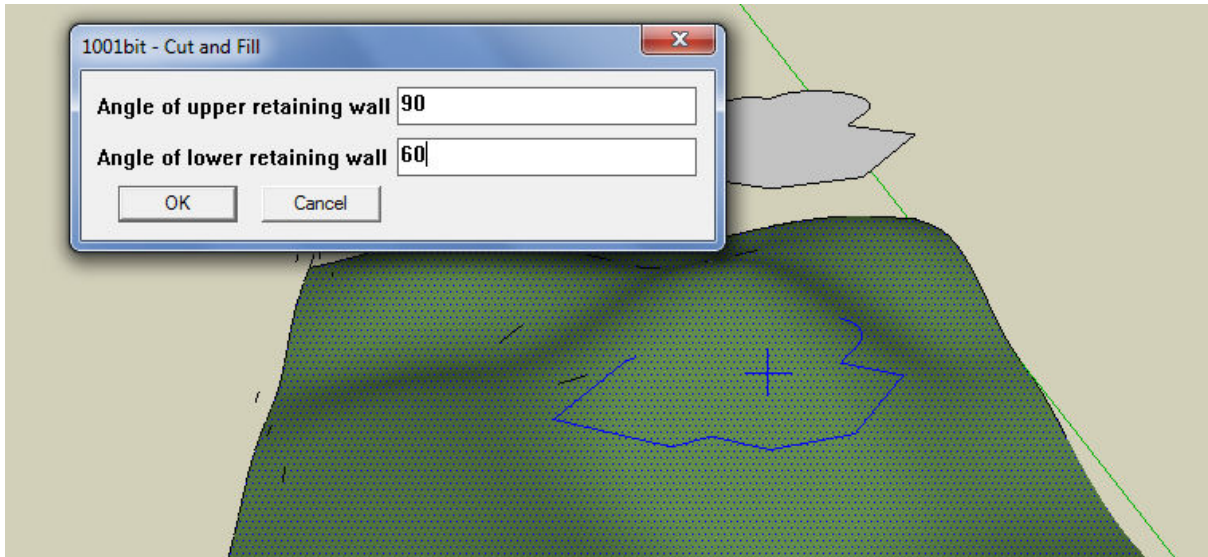 1001bit - Cut and Fill
Angle of upper retaining wall 90
Angle of lower retaining wall 60
OK Cancel